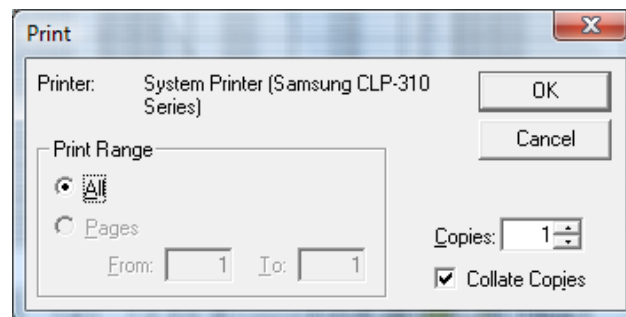 Print
Printer: System Printer (Samsung CLP-310
Series)
OK
Cancel
Print Range
All
Pages
From: 1 To: 1
Copies: 1
Collate Copies